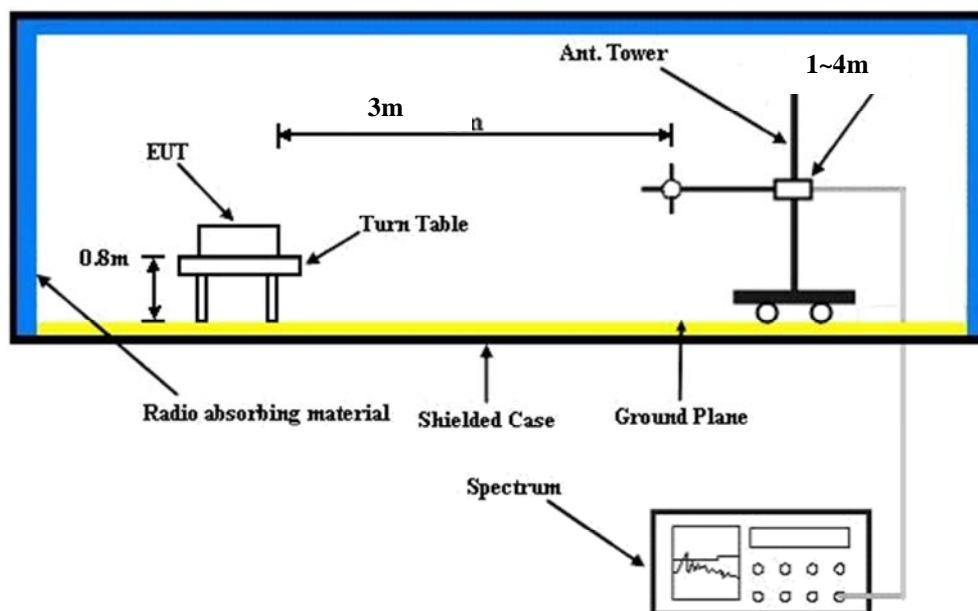 Ant. Tower
1~4m
3m
n
EUT
Turn Table
0.8m
Radio absorbing material
Shielded Case
Ground Plane
Spectrum